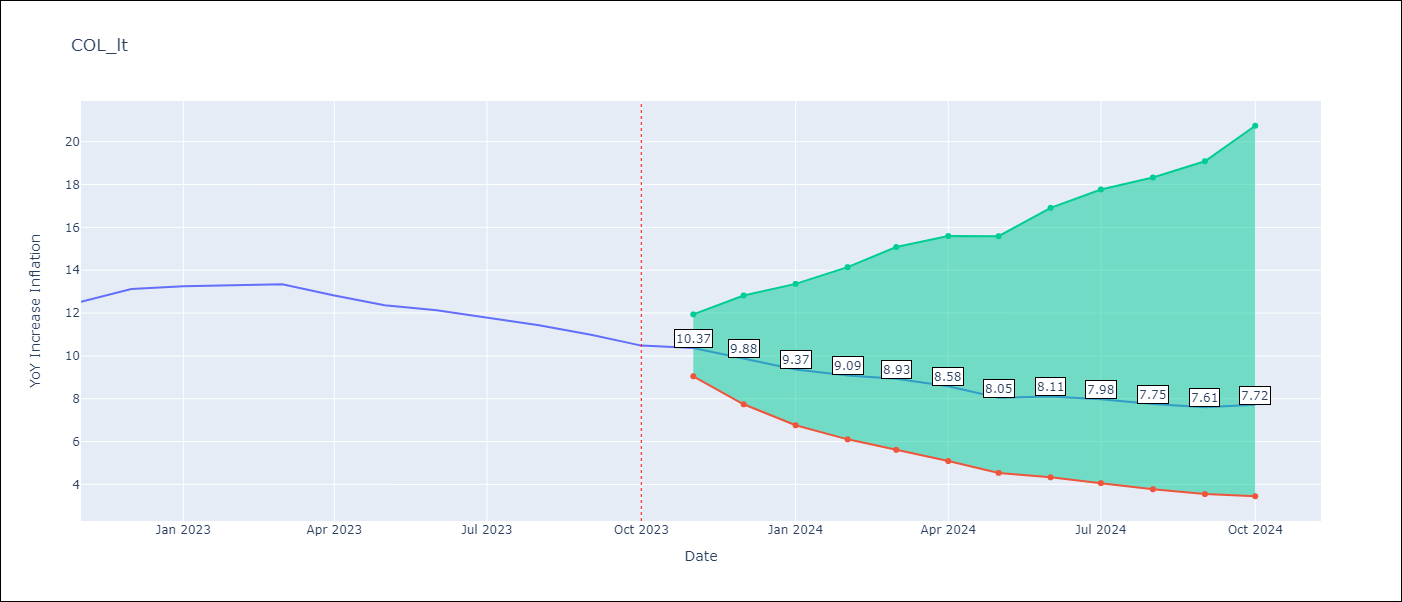 COL_lt
YoY Increase Inflation
20
18
16
14
12
10
8
6
4
10.37
9.88
9.37
9.09
8.93
8.58
8.05
8.11
7.98
7.75
7.61
7.72
Jan 2023
Apr 2023
Jul 2023
Oct 2023
Jan 2024
Apr 2024
Jul 2024
Oct 2024
Date